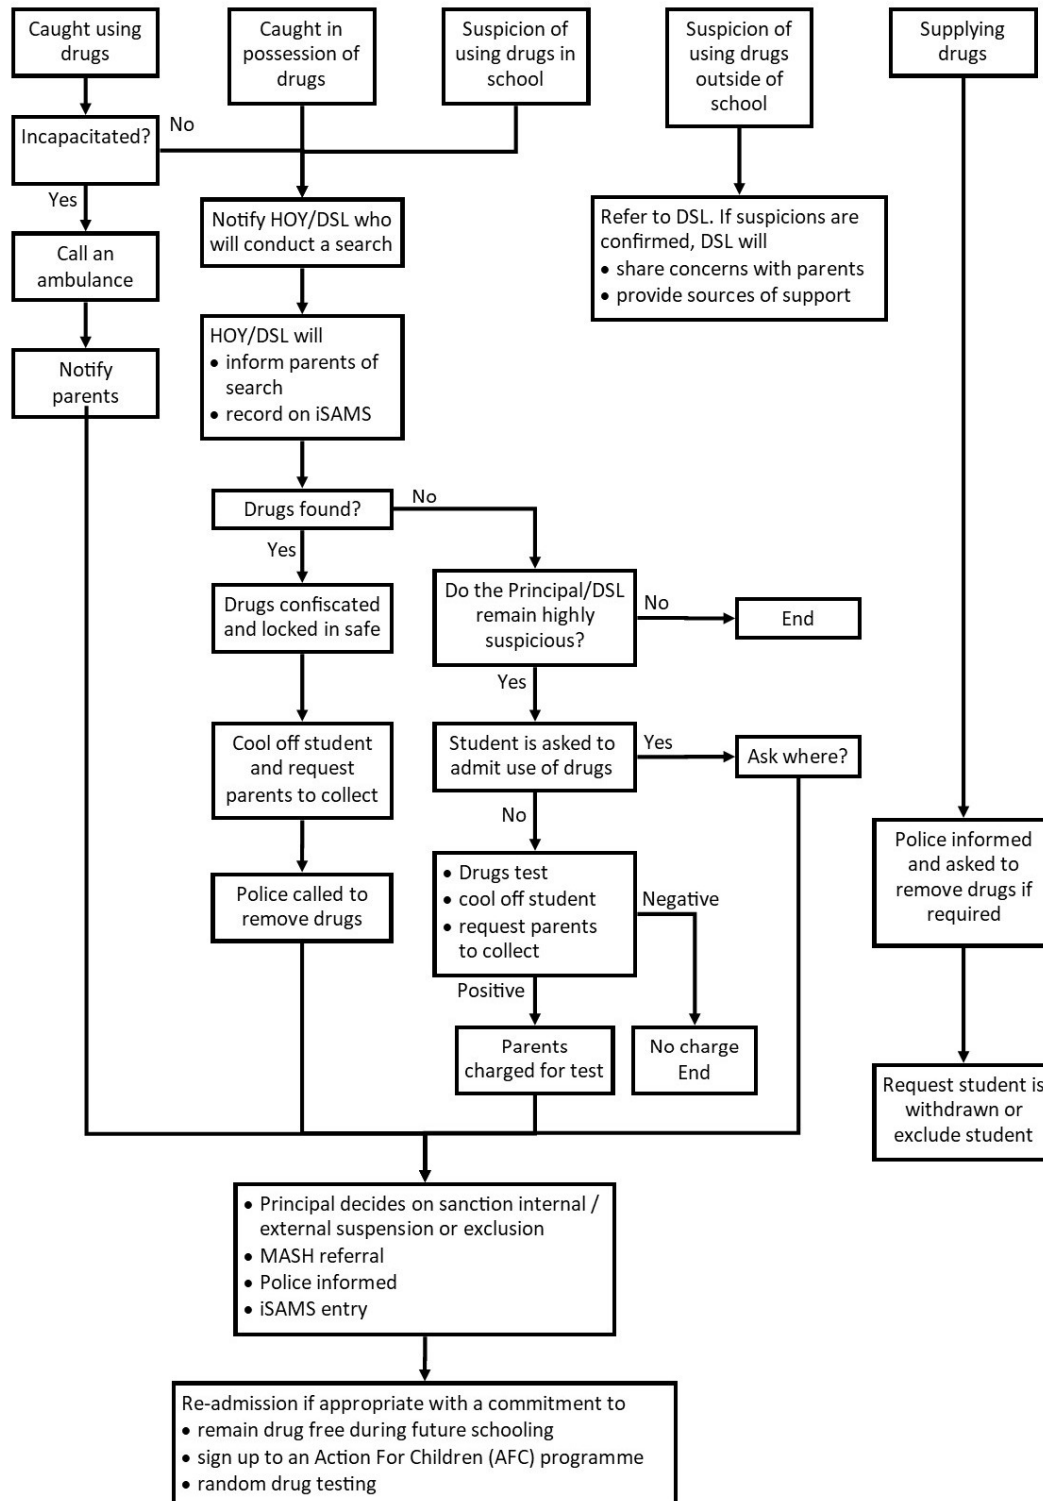 Caught using
drugs
Caught in
possession of
drugs
Suspicion of
using drugs in
school
Suspicion of
using drugs
outside of
school
Supplying
drugs
Incapacitated?
No
Yes
Call an
ambulance
Notify
parents
Notify HOY/DSL who
will conduct a search
Refer to DSL. If suspicions are
confirmed, DSL will
• share concerns with parents
• provide sources of support
HOY/DSL will
• inform parents of
search
• record on iSAMS
Drugs found?
No
Yes
Drugs confiscated
and locked in safe
Cool off student
and request
parents to collect
Police called to
remove drugs
Do the Principal/DSL
remain highly
suspicious?
No
End
Yes
Student is asked to
admit use of drugs
Yes
Ask where?
No
• Drugs test
• cool off student
• request parents
to collect
Negative
Positive
Parents
charged for test
No charge
End
Police informed
and asked to
remove drugs if
required
Request student is
withdrawn or
exclude student
• Principal decides on sanction internal /
external suspension or exclusion
• MASH referral
• Police informed
• iSAMS entry
Re-admission if appropriate with a commitment to
• remain drug free during future schooling
• sign up to an Action For Children (AFC) programme
• random drug testing